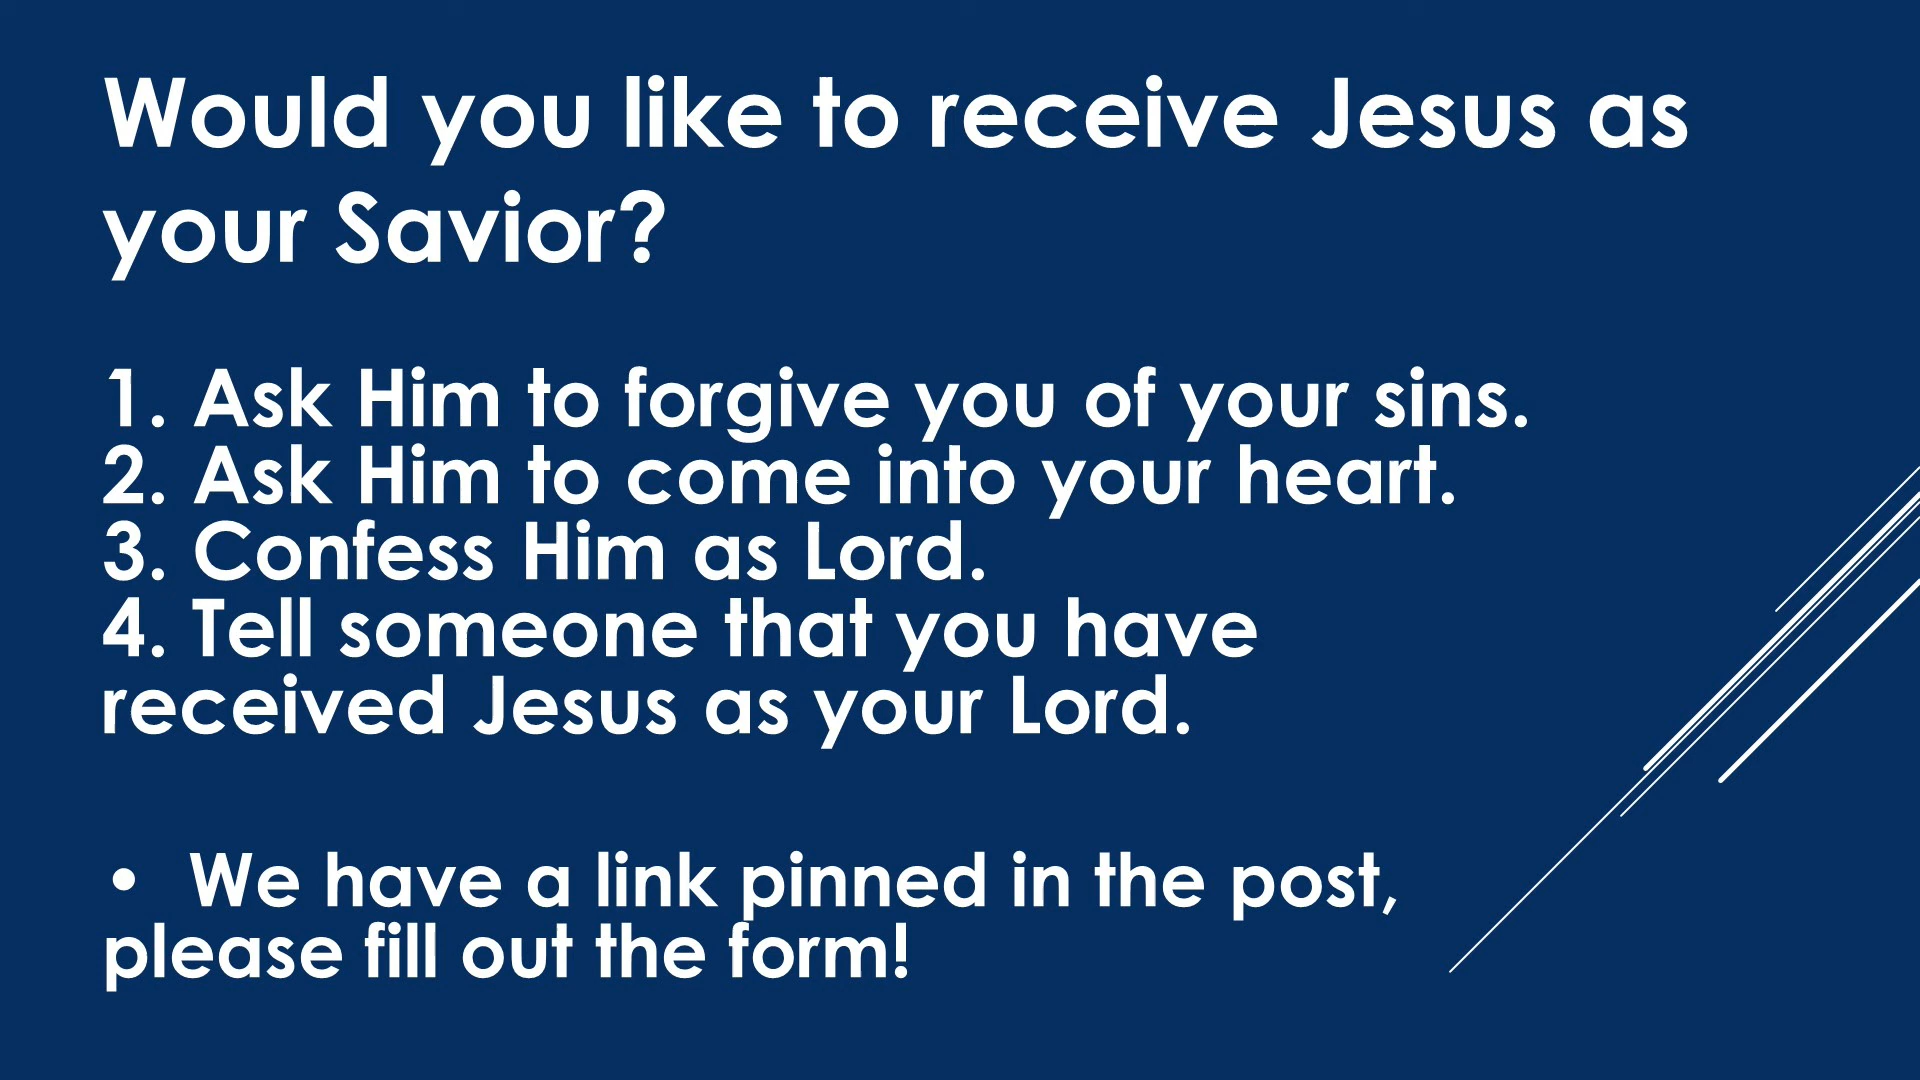 Would you like to receive Jesus as
your Savior?
1. Ask Him to forgive you of your sins.
2. Ask Him to come into your heart.
3. Confess Him as Lord.
4. Tell someone that you have
received Jesus as your Lord.
• We have a link pinned in the post,
please fill out the form!